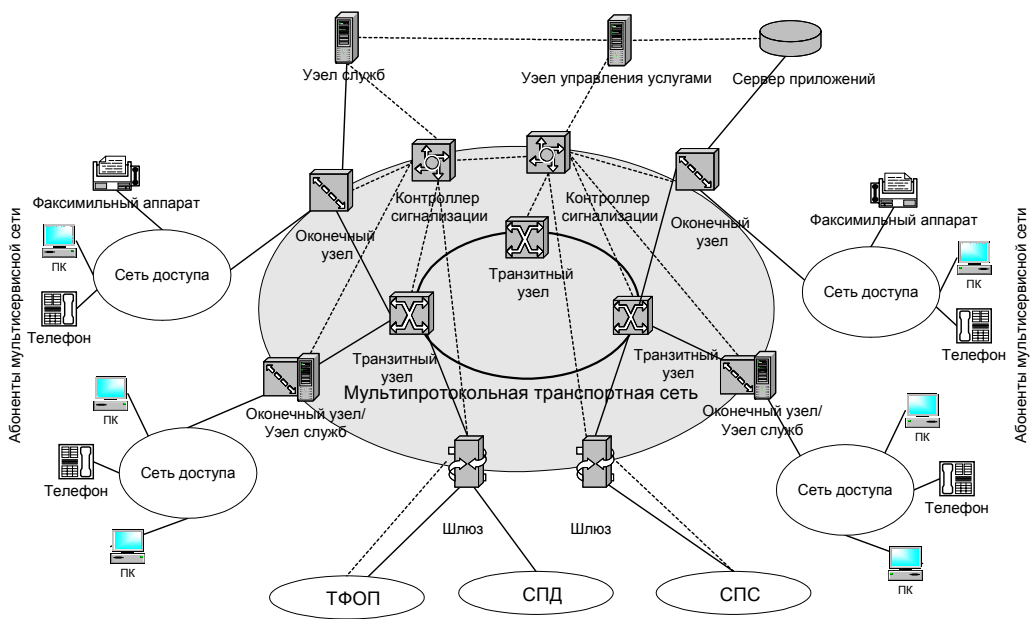 Узел служб
Узел управления услугами
Сервер приложений
Абоненты мультисервисной сети
Факсимильный аппарат
ПК
Сеть доступа
Телефон
Контроллер
сигнализации
Оконечный
узел
Контроллер
сигнализации
Оконечный
узел
Транзитный
узел
Факсимильный аппарат
ПК
Сеть доступа
Телефон
Абоненты мультисервисной сети
Транзитный
узел
Транзитный
узел
Мультипротокольная транспортная сеть
Оконечный узел/
Узел служб
Оконечный узел/
Узел служб
ПК
Сеть доступа
Телефон
ПК
ПК
Сеть доступа
Телефон
ПК
Шлюз
Шлюз
ТФОП
СПД
СПС